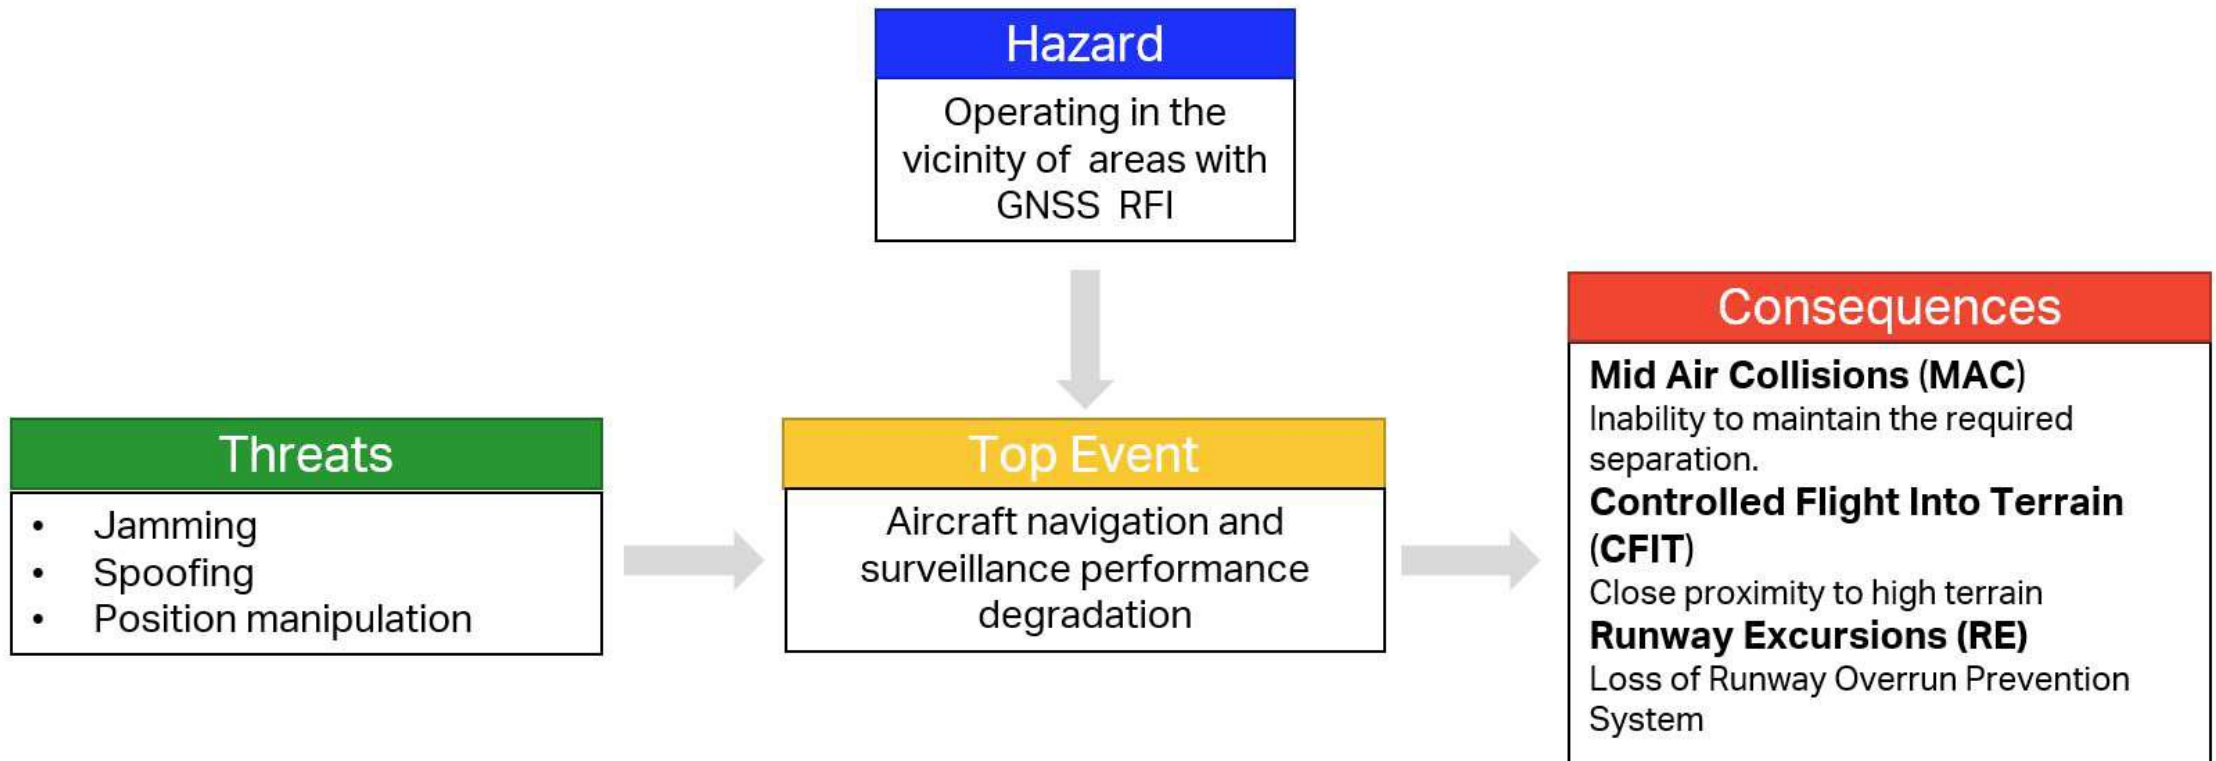 Hazard
Operating in the
vicinity of areas with
GNSS RFI
Threats
• Jamming
• Spoofing
• Position manipulation
Top Event
Aircraft navigation and
surveillance performance
degradation
Consequences
Mid Air Collisions (MAC)
Inability to maintain the required
separation.
Controlled Flight Into Terrain
(CFIT)
Close proximity to high terrain
Runway Excursions (RE)
Loss of Runway Overrun Prevention
System